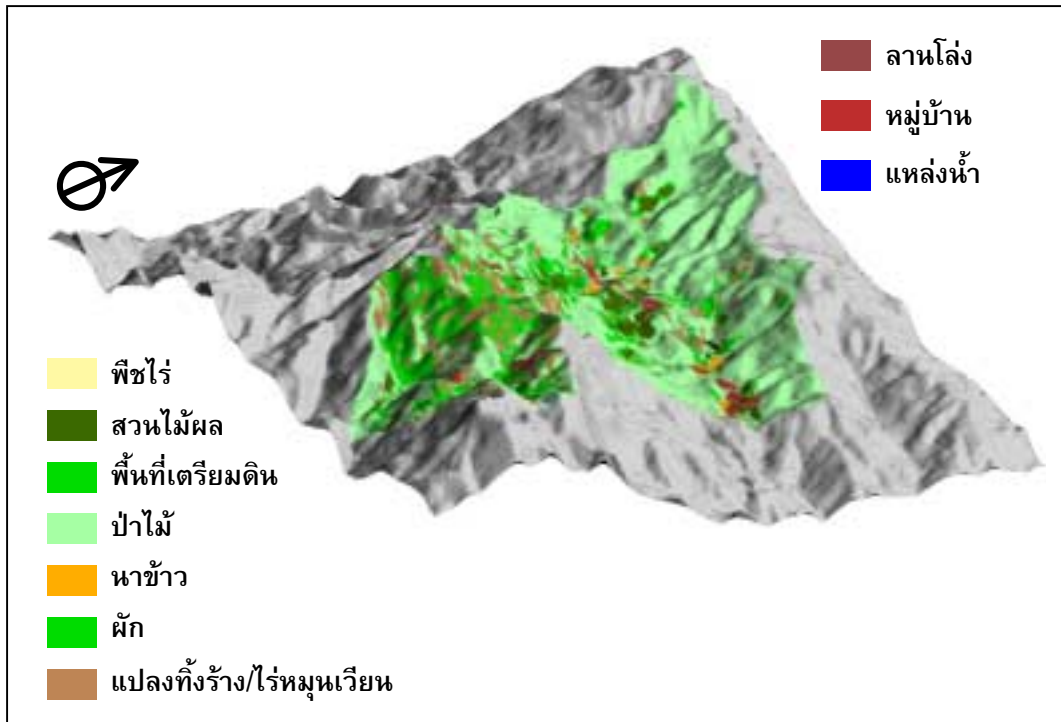 ลานโล่ง
หมู่บ้าน
แหล่งน้ำ
พืชไร่
สวนไม้ผล
พื้นที่เตรียมดิน
ป่าไม้
นาข้าว
ผัก
แปลงทิ้งร้าง/ไร่หมุนเวียน